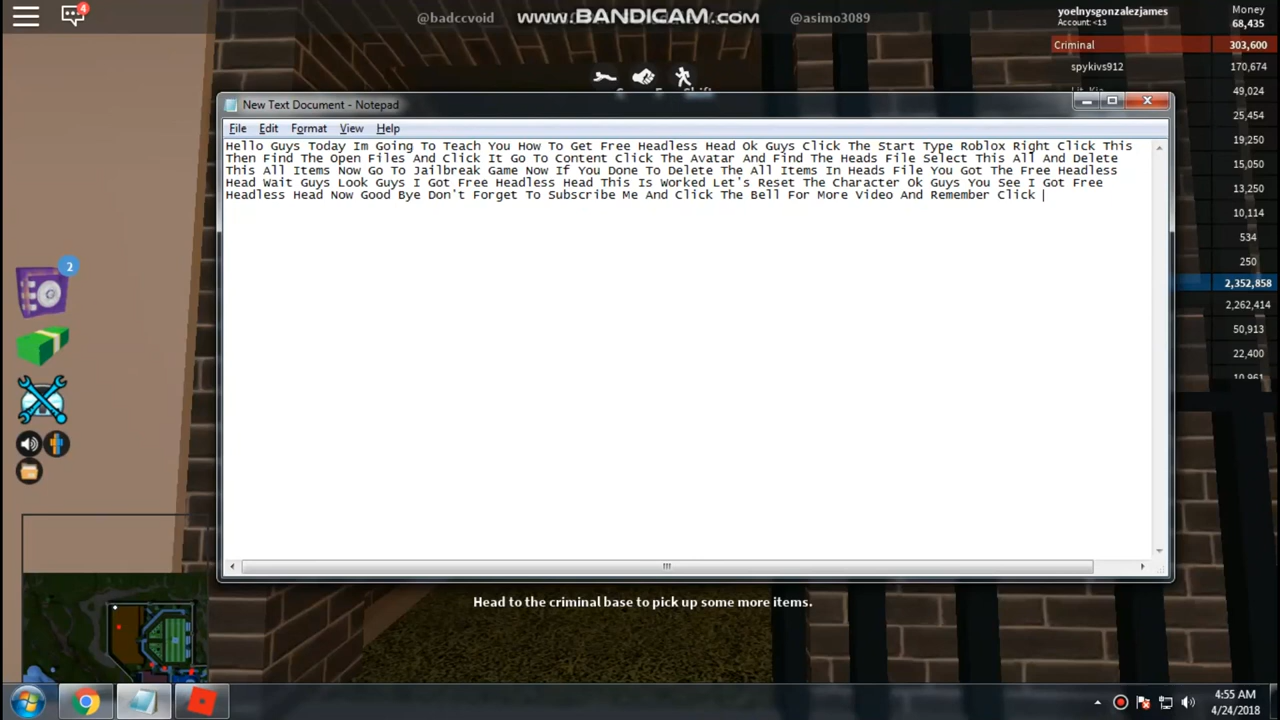 4
@badccvoid
www.BANDICAM.com
@asimo3089
yoelnysgonzalezjames
Account: <13
Money
68,435
Criminal 303,600
spykivs912 170,674
49,024
25,454
15,050
13,250
10,114
534
250
2,352,858
2,262,414
50,913
22,400
10,961
New Text Document - Notepad
File Edit Format View Help
Hello Guys Today Im Going To Teach You How To Get Free Headless Head Ok Guys Click The Start Type Roblox Right Click This
Then Find The Open Files And Click It Go To Content Click The Avatar And Find The Heads File Select This All And Delete
This All Items Now Go To Jailbreak Game Now If You Done To Delete The All Items In Heads File You Got The Free Headless
Head Wait Guys Look Guys I Got Free Headless Head This Is Worked Let's Reset The Character Ok Guys You See I Got Free
Headless Head Now Good Bye Don't Forget To Subscribe Me And Click The Bell For More Video And Remember Click
2
Head to the criminal base to pick up some more items.
4:55 AM
4/24/2018